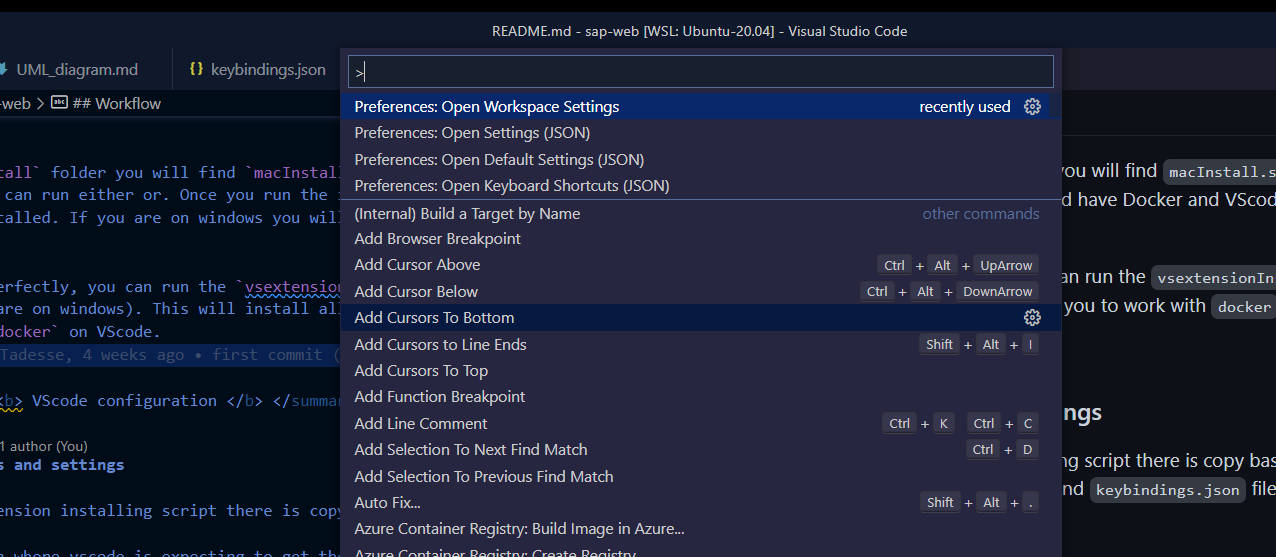 README.md - sap-web [WSL: Ubuntu-20.04] - Visual Studio Code
UML_diagram.md
{} keybindings.json
-web > ## Workflow
>
Preferences: Open Workspace Settings recently used
Preferences: Open Settings (JSON)
Preferences: Open Default Settings (JSON)
Preferences: Open Keyboard Shortcuts (JSON)
(Internal) Build a Target by Name other commands
Add Browser Breakpoint
Add Cursor Above Ctrl + Alt + UpArrow
Add Cursor Below Ctrl + Alt + DownArrow
Add Cursors To Bottom
Add Cursors to Line Ends Shift + Alt + I
Add Cursors To Top
Add Function Breakpoint
Add Line Comment Ctrl + K Ctrl + C
Add Selection To Next Find Match Ctrl + D
Add Selection To Previous Find Match
Auto Fix... Shift + Alt + .
Azure Container Registry: Build Image in Azure...
Azure Container Registry: Create Registry
tall` folder you will find `macInstal
can run either or. Once you run the
talled. If you are on windows you wil
erfectly, you can run the `vsextension
are on windows). This will install al
docker` on VScode.
Tadesse, 4 weeks ago • first commit (
<b> VScode configuration </b> </summa
1 author (You)
s and settings
ension installing script there is copy
n where vscode is expecting to get the
you will find macInstall.s
d have Docker and VScod
an run the vsextensionIn
you to work with docker
ngs
ng script there is copy bas
nd keybindings.json file